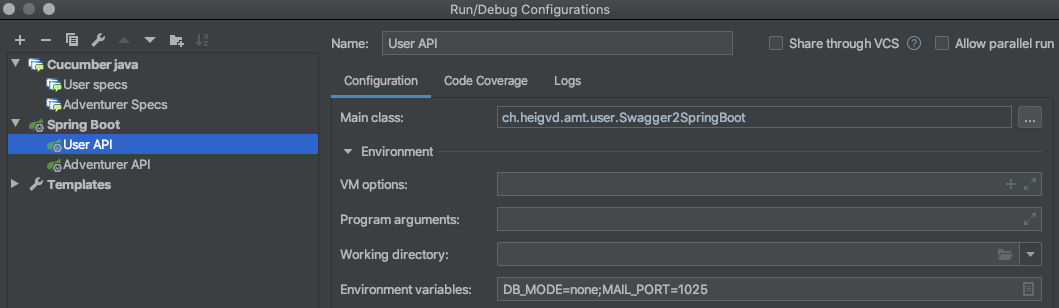 Run/Debug Configurations
Name: User API Share through VCS ? Allow parallel run
Cucumber java
User specs
Adventurer Specs
Spring Boot
User API
Adventurer API
Templates
Configuration Code Coverage Logs
Main class: ch.heigvd.amt.user.Swagger2SpringBoot ...
Environment
VM options:
Program arguments:
Working directory:
Environment variables: DB_MODE=none;MAIL_PORT=1025